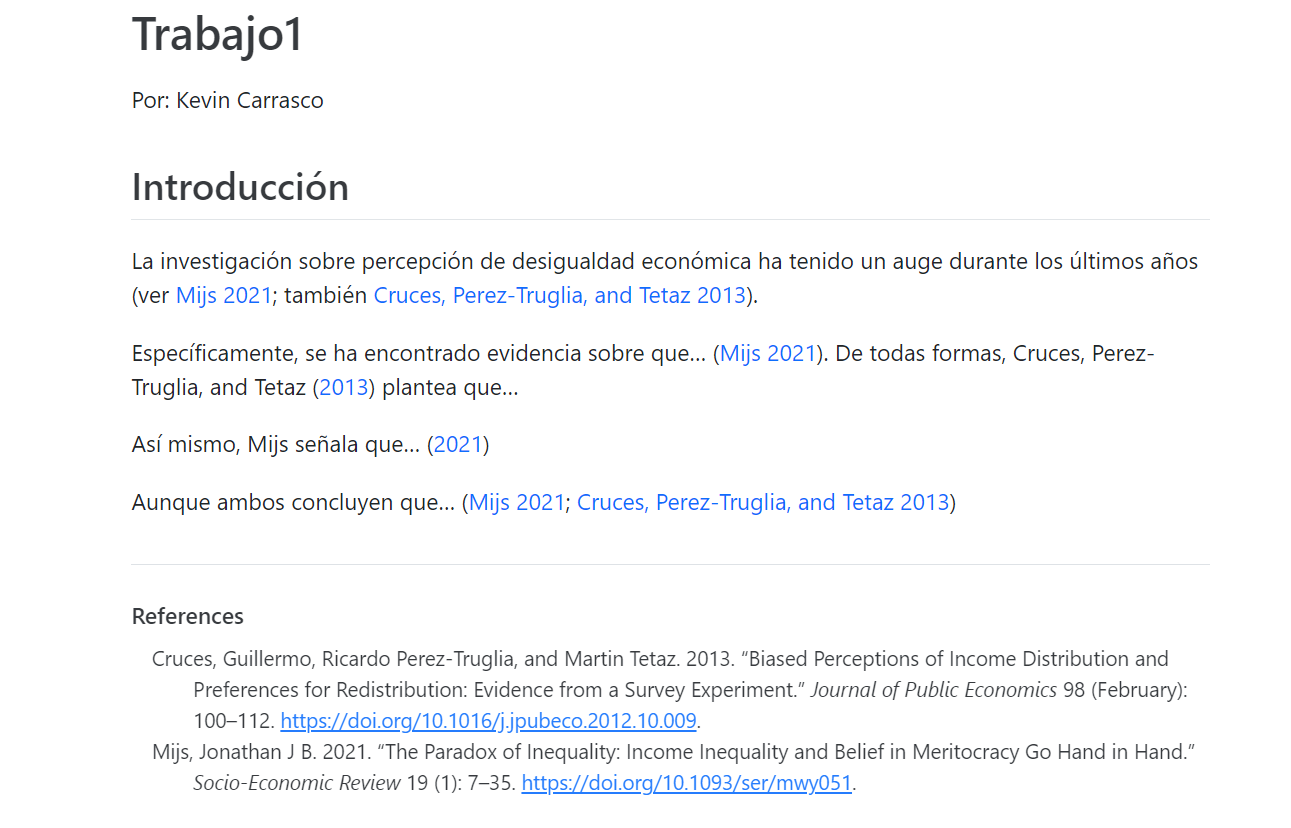 Trabajo1
Por: Kevin Carrasco
Introducción
La investigación sobre percepción de desigualdad económica ha tenido un auge durante los últimos años
(ver Mijs 2021; también Cruces, Perez-Truglia, and Tetaz 2013).
Específicamente, se ha encontrado evidencia sobre que… (Mijs 2021). De todas formas, Cruces, Perez-
Truglia, and Tetaz (2013) plantea que…
Así mismo, Mijs señala que… (2021)
Aunque ambos concluyen que… (Mijs 2021; Cruces, Perez-Truglia, and Tetaz 2013)
References
Cruces, Guillermo, Ricardo Perez-Truglia, and Martin Tetaz. 2013. “Biased Perceptions of Income Distribution and
Preferences for Redistribution: Evidence from a Survey Experiment.” Journal of Public Economics 98 (February):
100–112. https://doi.org/10.1016/j.jpubeco.2012.10.009.
Mijs, Jonathan J B. 2021. “The Paradox of Inequality: Income Inequality and Belief in Meritocracy Go Hand in Hand.”
Socio-Economic Review 19 (1): 7–35. https://doi.org/10.1093/ser/mwy051.